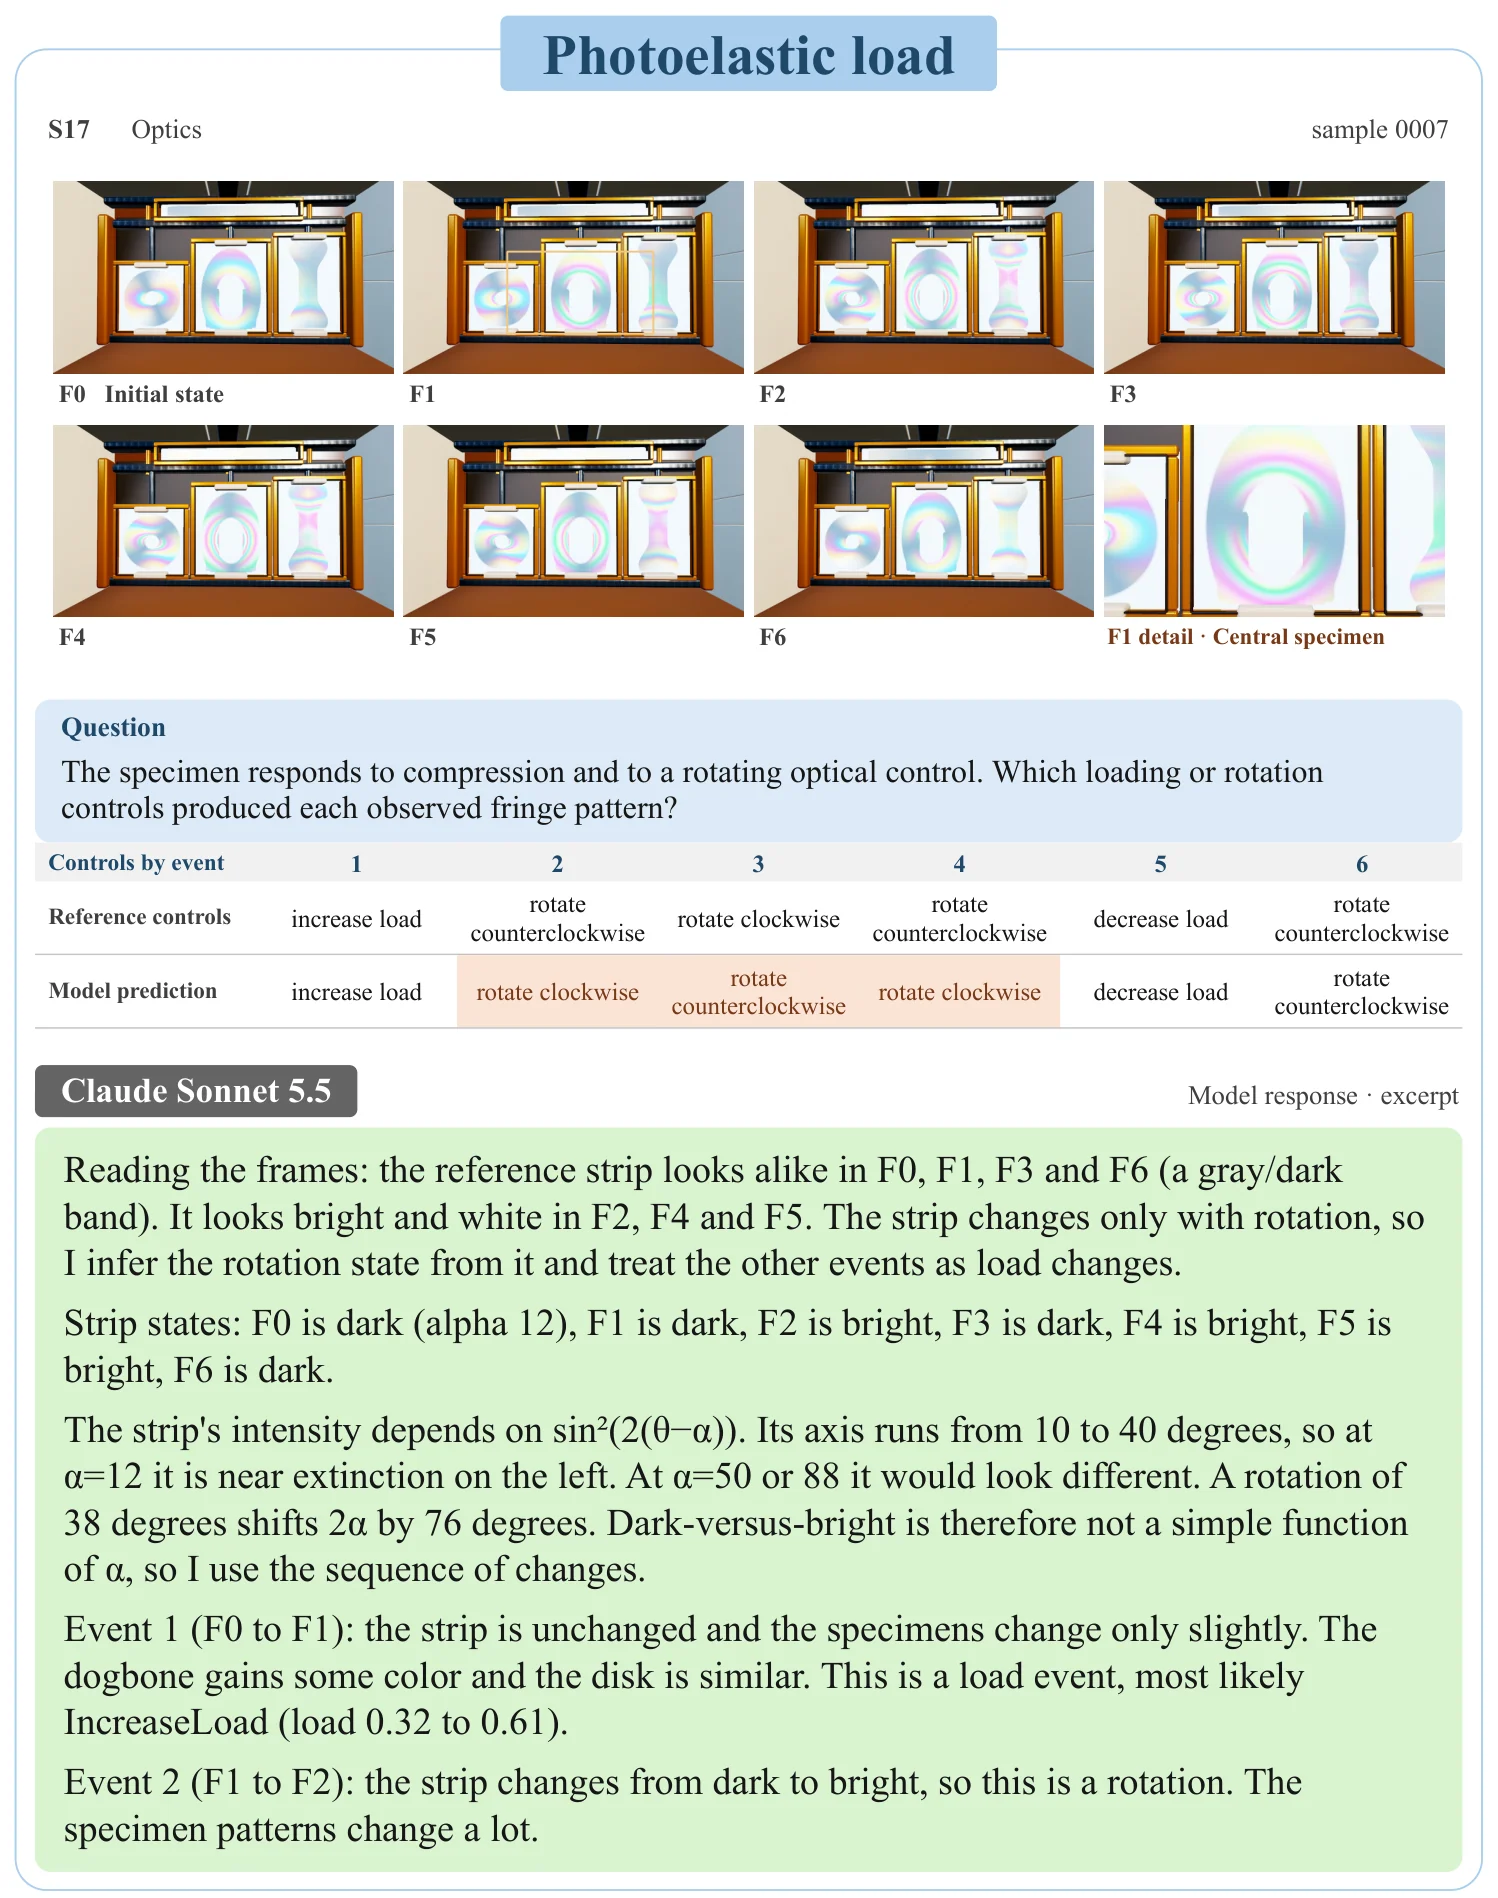 Photoelastic load
S17 Optics sample 0007
F0 Initial state F1 F2 F3
F4 F5 F6 F1 detail · Central specimen
Question
The specimen responds to compression and to a rotating optical control. Which loading or rotation
controls produced each observed fringe pattern?
Controls by event 1 2 3 4 5 6
Reference controls increase load rotate counterclockwise rotate clockwise rotate counterclockwise decrease load rotate counterclockwise
Model prediction increase load rotate clockwise rotate counterclockwise rotate clockwise decrease load rotate counterclockwise
Claude Sonnet 5.5 Model response · excerpt
Reading the frames: the reference strip looks alike in F0, F1, F3 and F6 (a gray/dark
band). It looks bright and white in F2, F4 and F5. The strip changes only with rotation, so
I infer the rotation state from it and treat the other events as load changes.
Strip states: F0 is dark (alpha 12), F1 is dark, F2 is bright, F3 is dark, F4 is bright, F5 is
bright, F6 is dark.
The strip's intensity depends on sin²(2(θ−α)). Its axis runs from 10 to 40 degrees, so at
α=12 it is near extinction on the left. At α=50 or 88 it would look different. A rotation of
38 degrees shifts 2α by 76 degrees. Dark-versus-bright is therefore not a simple function
of α, so I use the sequence of changes.
Event 1 (F0 to F1): the strip is unchanged and the specimens change only slightly. The
dogbone gains some color and the disk is similar. This is a load event, most likely
IncreaseLoad (load 0.32 to 0.61).
Event 2 (F1 to F2): the strip changes from dark to bright, so this is a rotation. The
specimen patterns change a lot.